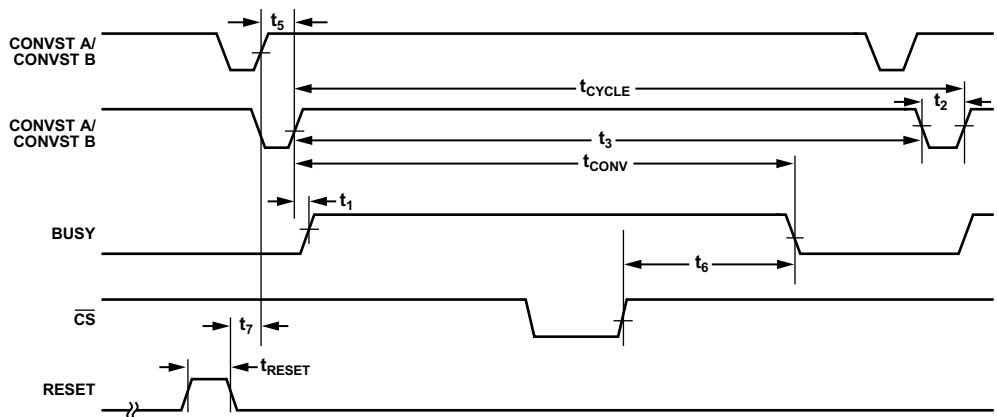 t5
CONVST A/
CONVST B
tCYCLE
t2
CONVST A/
CONVST B
t3
tCONV
t1
BUSY
t6
CS
t7
tRESET
RESET